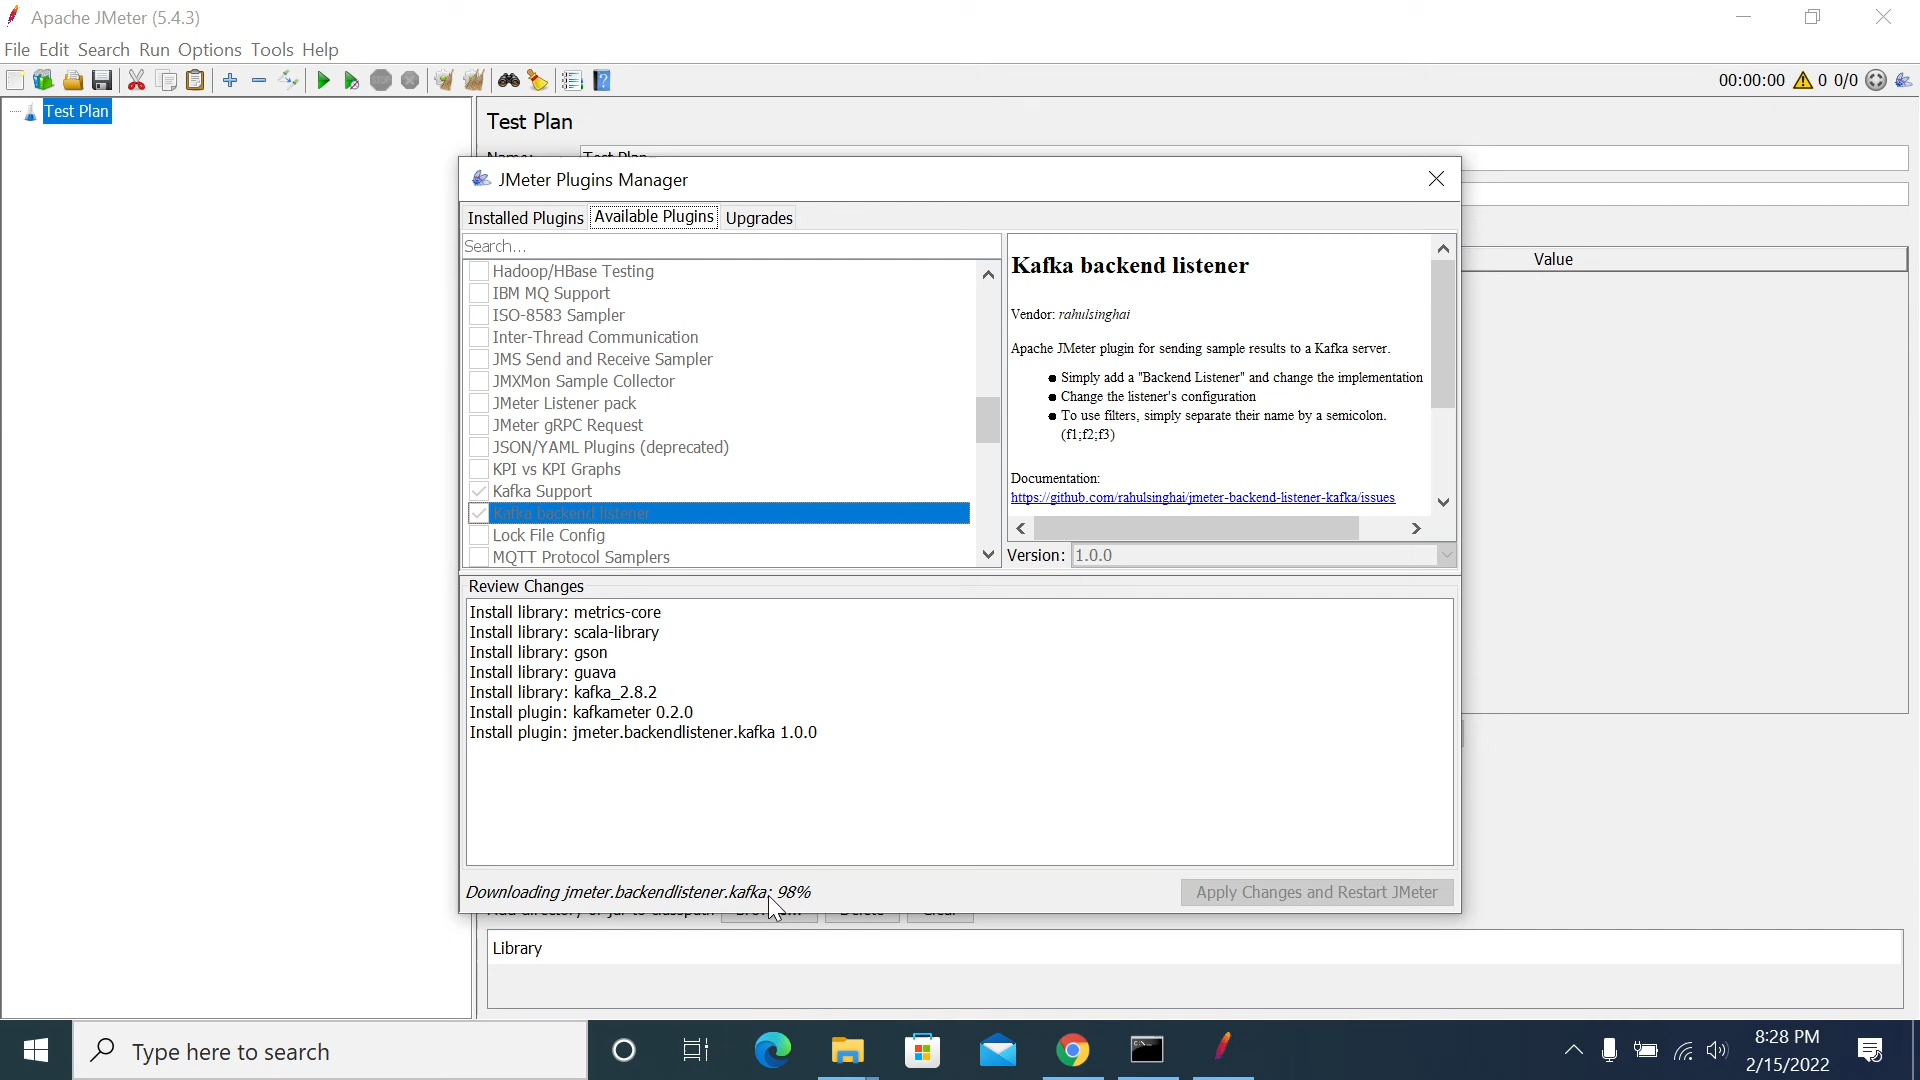 Apache JMeter (5.4.3)
File Edit Search Run Options Tools Help
00:00:00 0 0/0
Test Plan
Test Plan
Name: Test Plan
JMeter Plugins Manager
Installed Plugins Available Plugins Upgrades
Search...
Value
Hadoop/HBase Testing
IBM MQ Support
ISO-8583 Sampler
Inter-Thread Communication
JMS Send and Receive Sampler
JMXMon Sample Collector
JMeter Listener pack
JMeter gRPC Request
JSON/YAML Plugins (deprecated)
KPI vs KPI Graphs
Kafka Support
Kafka backend listener
Lock File Config
MQTT Protocol Samplers
Kafka backend listener
Vendor: rahulsinghai
Apache JMeter plugin for sending sample results to a Kafka server.
Simply add a "Backend Listener" and change the implementation
Change the listener's configuration
To use filters, simply separate their name by a semicolon.
(f1;f2;f3)
Documentation:
https://github.com/rahulsinghai/jmeter-backend-listener-kafka/issues
Version: 1.0.0
Review Changes
Install library: metrics-core
Install library: scala-library
Install library: gson
Install library: guava
Install library: kafka_2.8.2
Install plugin: kafkameter 0.2.0
Install plugin: jmeter.backendlistener.kafka 1.0.0
Downloading jmeter.backendlistener.kafka: 98%
Apply Changes and Restart JMeter
Add directory or jar to classpath Browse... Delete Clear
Library
Type here to search
8:28 PM
2/15/2022